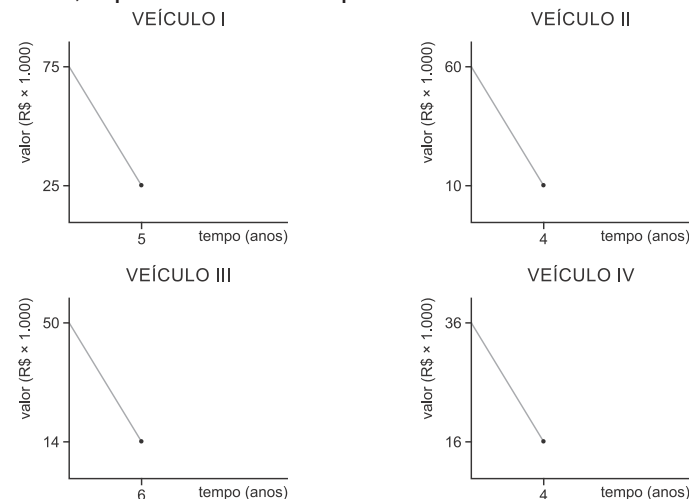 VEÍCULO I
valor (R$ × 1.000)
75
25
5
tempo (anos)
VEÍCULO II
valor (R$ × 1.000)
60
10
4
tempo (anos)
VEÍCULO III
valor (R$ × 1.000)
50
14
6
tempo (anos)
VEÍCULO IV
valor (R$ × 1.000)
36
16
4
tempo (anos)